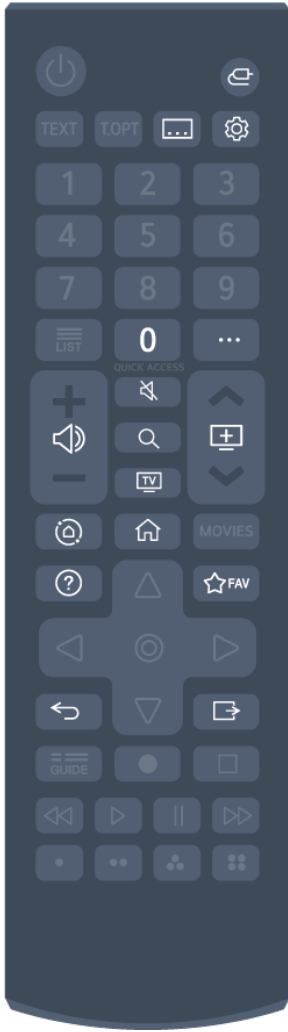 TEXT T.OPT
1 2 3
4 5 6
7 8 9
LIST 0 ...
QUICK ACCESS
TV
MOVIES
? FAV
GUIDE